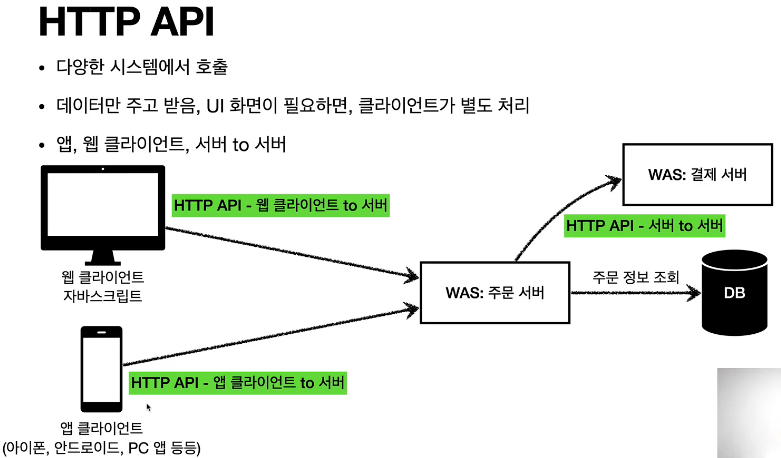 HTTP API
• 다양한 시스템에서 호출
• 데이터만 주고 받음, UI 화면이 필요하면, 클라이언트가 별도 처리
• 앱, 웹 클라이언트, 서버 to 서버
WAS: 결제 서버
HTTP API - 웹 클라이언트 to 서버
HTTP API - 서버 to 서버
웹 클라이언트
자바스크립트
WAS: 주문 서버
주문 정보 조회
DB
HTTP API - 앱 클라이언트 to 서버
앱 클라이언트
(아이폰, 안드로이드, PC 앱 등등)